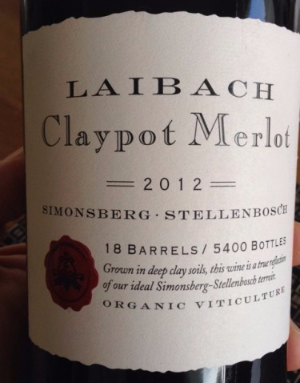 LAIBACH
Claypot Merlot
2012
SIMONSBERG · STELLENBOSCH
18 BARRELS / 5400 BOTTLES
Grown in deep clay soils, this wine is a true reflection
of our ideal Simonsberg-Stellenbosch terroir.
ORGANIC VITICULTURE